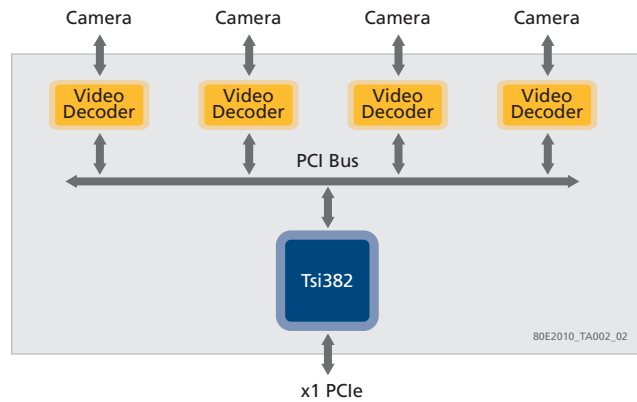 Camera Camera Camera Camera
Video Decoder Video Decoder Video Decoder Video Decoder
PCI Bus
Tsi382
80E2010_TA002_02
x1 PCIe